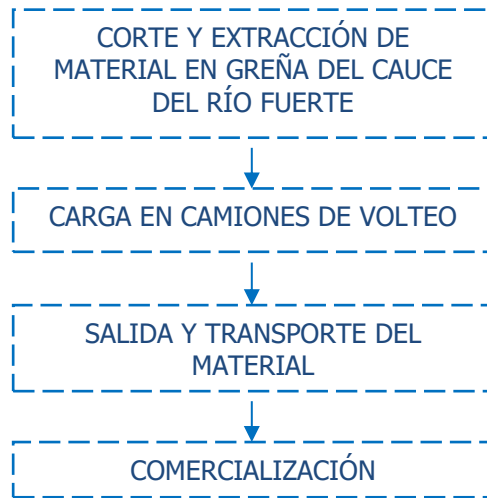 CORTE Y EXTRACCIÓN DE
MATERIAL EN GREÑA DEL CAUCE
DEL RÍO FUERTE
CARGA EN CAMIONES DE VOLTEO
SALIDA Y TRANSPORTE DEL
MATERIAL
COMERCIALIZACIÓN